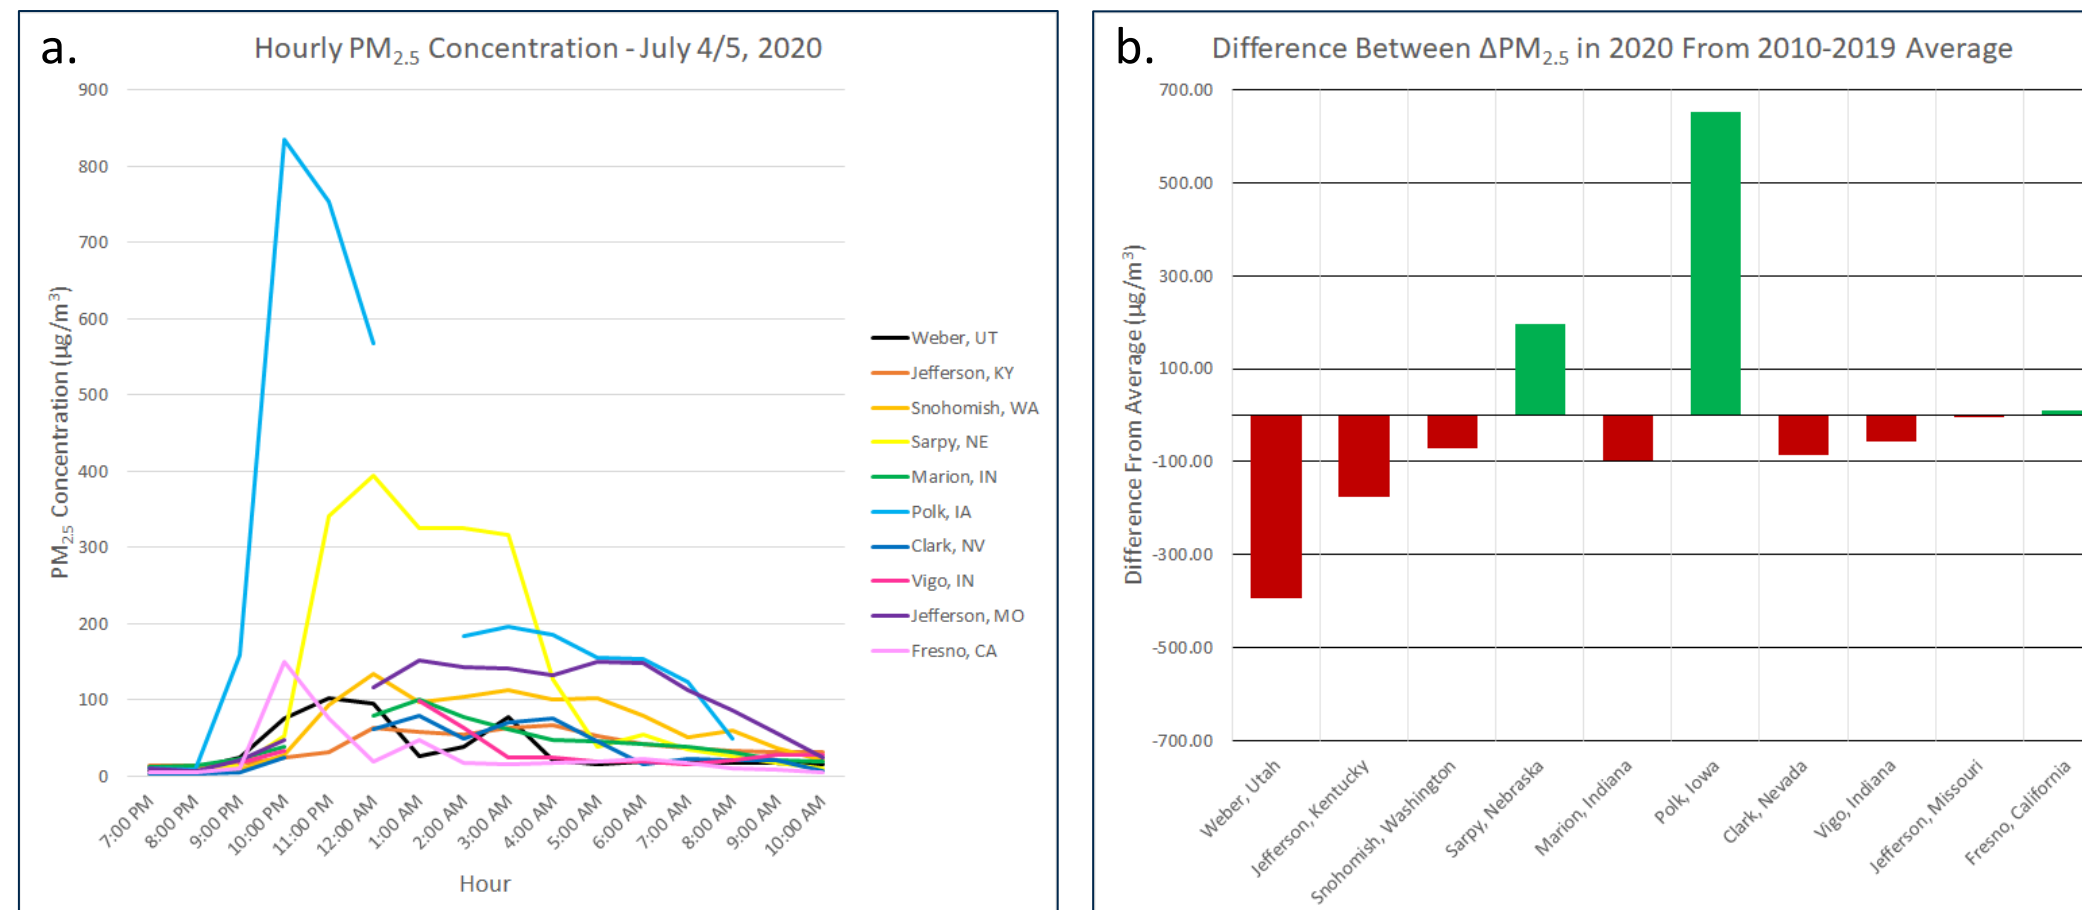 a.
Hourly PM2.5 Concentration - July 4/5, 2020
900
800
700
600
500
400
300
200
100
0
PM2.5 Concentration (µg/m³)
7:00 PM
8:00 PM
9:00 PM
10:00 PM
11:00 PM
12:00 AM
1:00 AM
2:00 AM
3:00 AM
4:00 AM
5:00 AM
6:00 AM
7:00 AM
8:00 AM
9:00 AM
10:00 AM
Hour
Weber, UT
Jefferson, KY
Snohomish, WA
Sarpy, NE
Marion, IN
Polk, IA
Clark, NV
Vigo, IN
Jefferson, MO
Fresno, CA
b.
Difference Between ΔPM2.5 in 2020 From 2010-2019 Average
700.00
500.00
300.00
100.00
-100.00
-300.00
-500.00
-700.00
Difference From Average (µg/m³)
Weber, Utah
Jefferson, Kentucky
Snohomish, Washington
Sarpy, Nebraska
Marion, Indiana
Polk, Iowa
Clark, Nevada
Vigo, Indiana
Jefferson, Missouri
Fresno, California